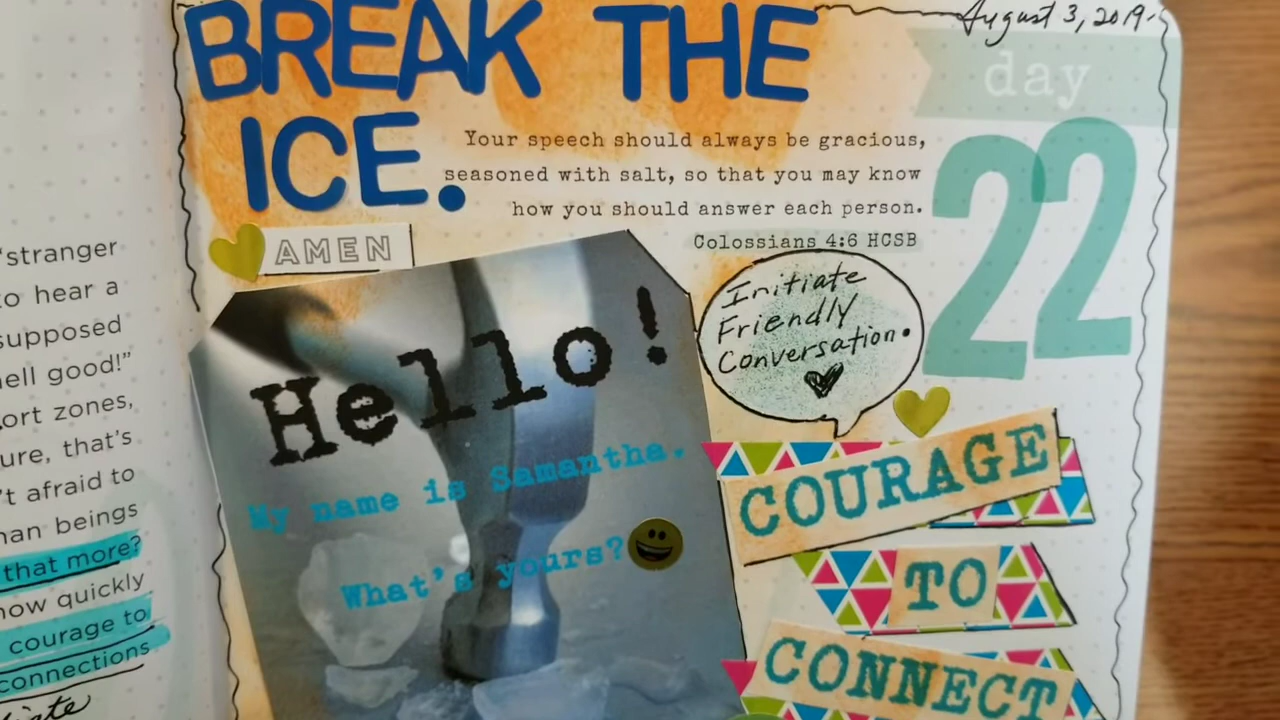 "stranger
to hear a
supposed
ell good!"
ort zones,
ure, that's
't afraid to
man beings
that more?
how quickly
courage to
connections
August 3, 2019-
BREAK THE
ICE.
day
22
Your speech should always be gracious,
seasoned with salt, so that you may know
how you should answer each person.
Colossians 4:6 HCSB
AMEN
Hello!
My name is Samantha.
What's yours?
Initiate
Friendly
Conversation.
COURAGE
TO
CONNECT